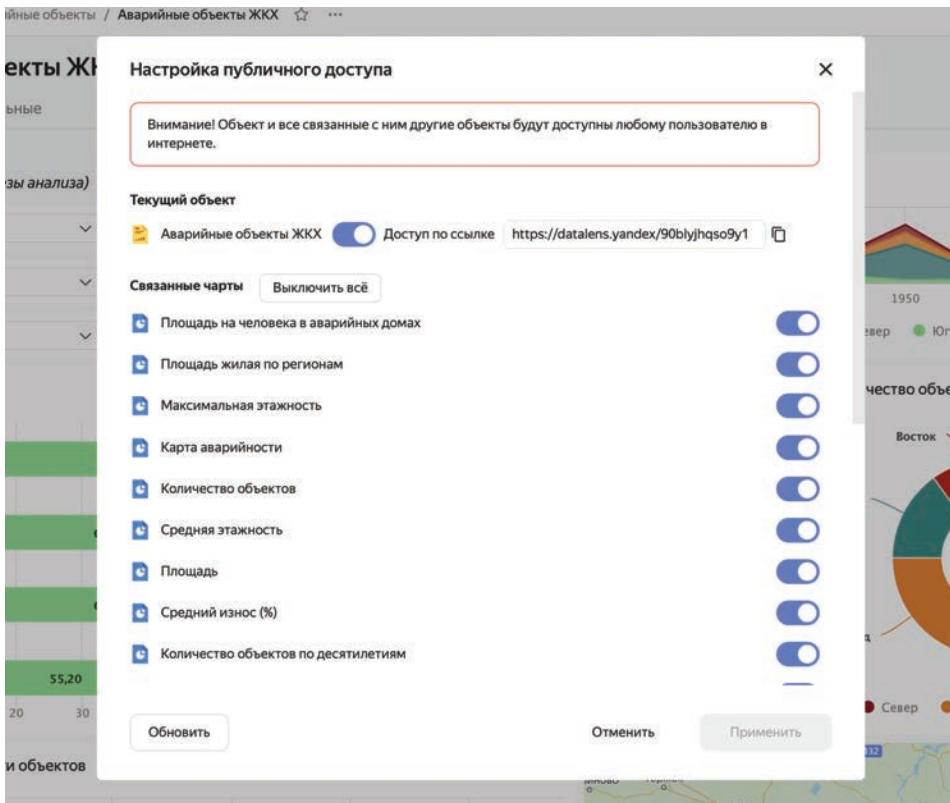 йные объекты / Аварийные объекты ЖКХ
екты ЖК
ьные
зы анализа)
Настройка публичного доступа
Внимание! Объект и все связанные с ним другие объекты будут доступны любому пользователю в
интернете.
Текущий объект
Аварийные объекты ЖКХ Доступ по ссылке https://datalens.yandex/90blyjhqso9y1
Связанные чарты Выключить всё
Площадь на человека в аварийных домах
Площадь жилая по регионам
Максимальная этажность
Карта аварийности
Количество объектов
Средняя этажность
Площадь
Средний износ (%)
Количество объектов по десятилетиям
Обновить Отменить Применить
1950
евер Юг
чество объе
Восток
Север
55,20
20 30
и объектов
132